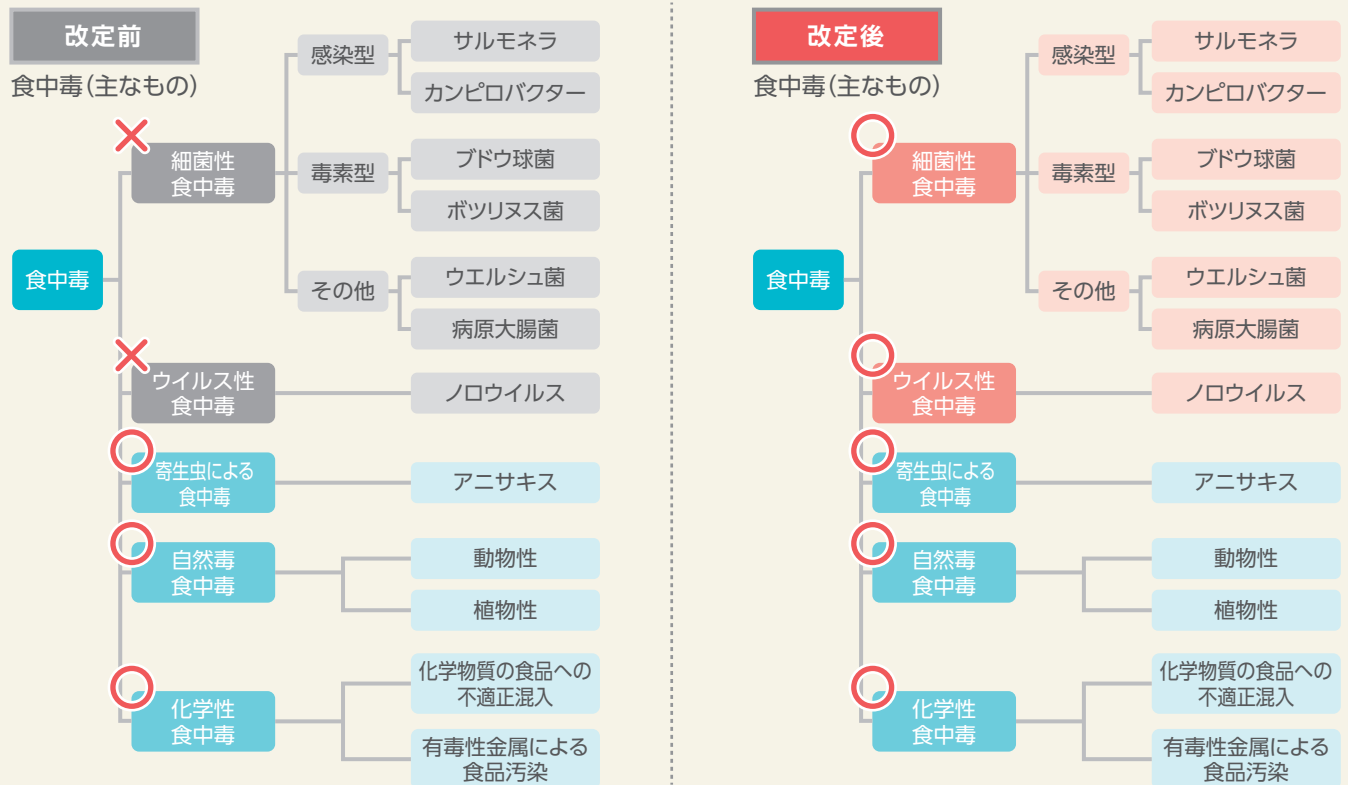 改定前
食中毒(主なもの)
食中毒
細菌性
食中毒
感染型
サルモネラ
カンピロバクター
毒素型
ブドウ球菌
ボツリヌス菌
その他
ウエルシュ菌
病原大腸菌
ウイルス性
食中毒
ノロウイルス
寄生虫による
食中毒
アニサキス
自然毒
食中毒
動物性
植物性
化学性
食中毒
化学物質の食品への
不適正混入
有毒性金属による
食品汚染
改定後
食中毒(主なもの)
食中毒
細菌性
食中毒
感染型
サルモネラ
カンピロバクター
毒素型
ブドウ球菌
ボツリヌス菌
その他
ウエルシュ菌
病原大腸菌
ウイルス性
食中毒
ノロウイルス
寄生虫による
食中毒
アニサキス
自然毒
食中毒
動物性
植物性
化学性
食中毒
化学物質の食品への
不適正混入
有毒性金属による
食品汚染